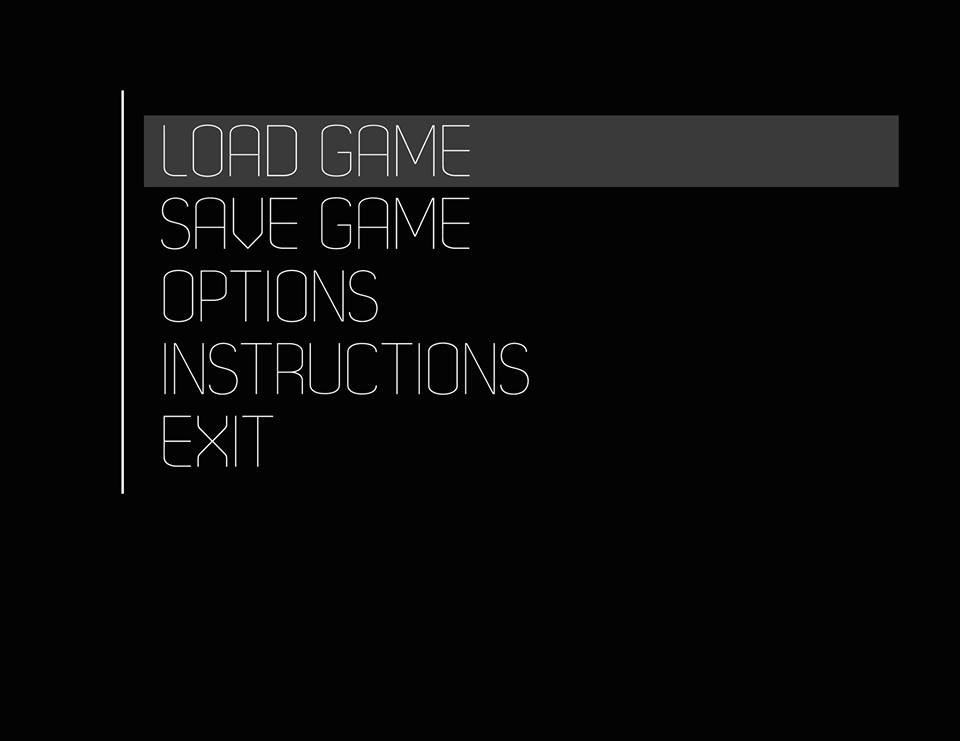 LOAD GAME
SAVE GAME
OPTIONS
INSTRUCTIONS
EXIT